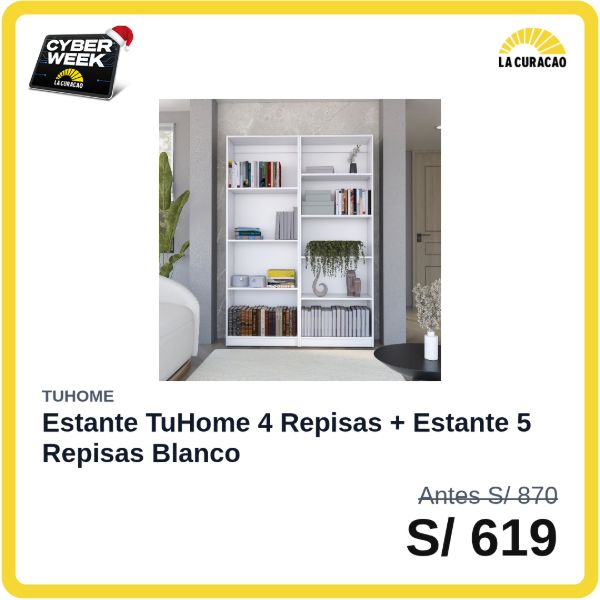 CYBER
WEEK
LA CURACAO
LA CURACAO
TUHOME
Estante TuHome 4 Repisas + Estante 5
Repisas Blanco
Antes S/ 870
S/ 619